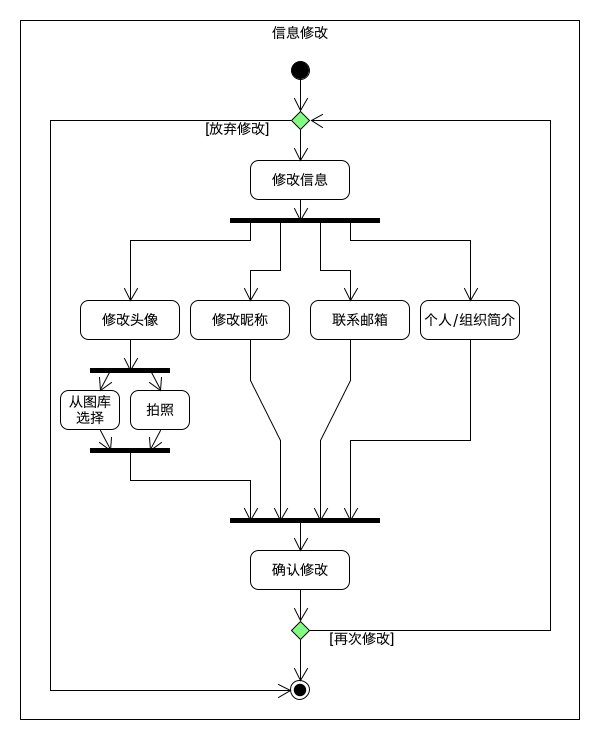 信息修改
[放弃修改]
修改信息
修改头像
修改昵称
联系邮箱
个人/组织简介
从图库
选择
拍照
确认修改
[再次修改]